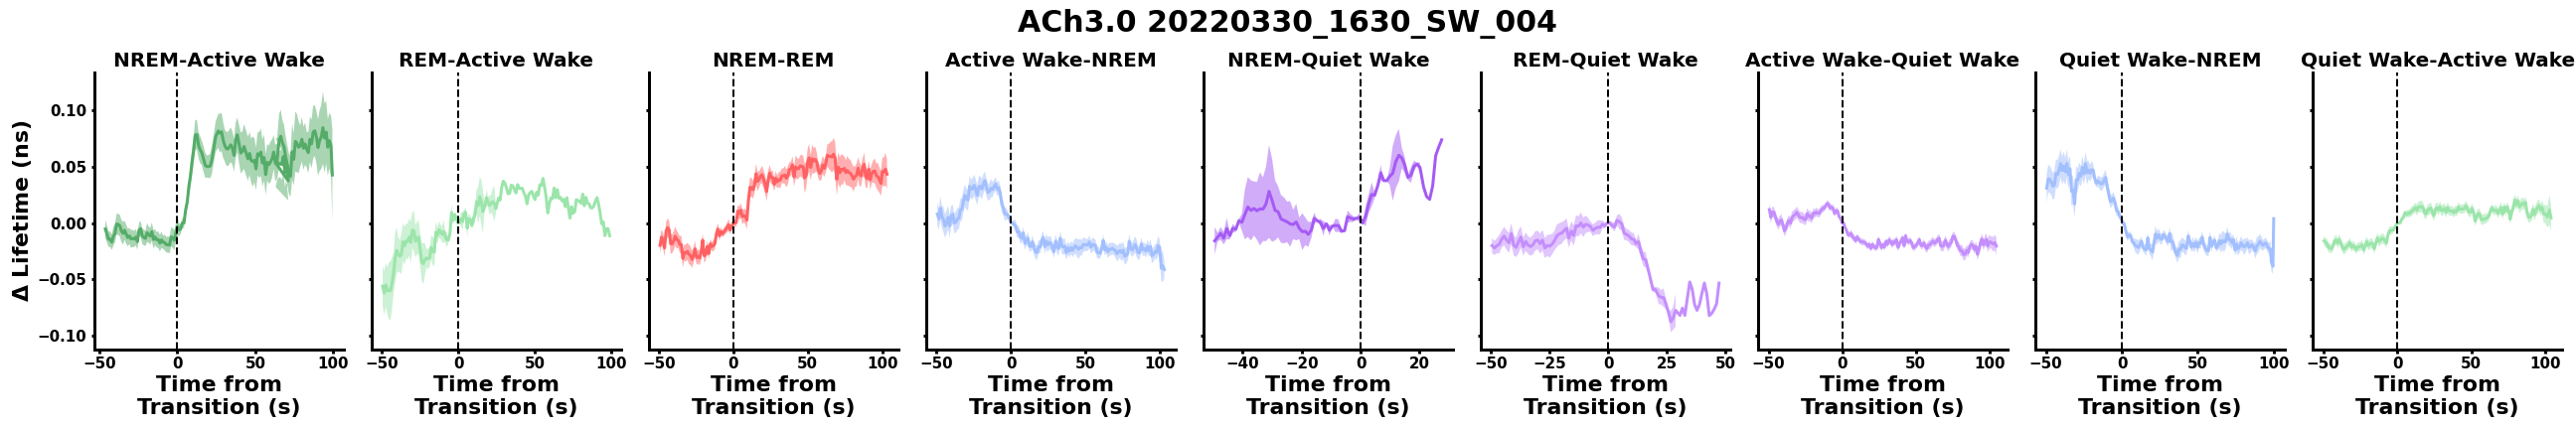 ACh3.0 20220330_1630_SW_004
NREM-Active Wake REM-Active Wake NREM-REM Active Wake-NREM NREM-Quiet Wake REM-Quiet Wake Active Wake-Quiet Wake Quiet Wake-NREM Quiet Wake-Active Wake
Δ Lifetime (ns)
0.10
0.05
0.00
−0.05
−0.10
−50 0 50 100 −50 0 50 100 −50 0 50 100 −50 0 50 100 −40 −20 0 20 −50 −25 0 25 50 −50 0 50 100 −50 0 50 100 −50 0 50 100
Time from Time from Time from Time from Time from Time from Time from Time from Time from
Transition (s) Transition (s) Transition (s) Transition (s) Transition (s) Transition (s) Transition (s) Transition (s) Transition (s)